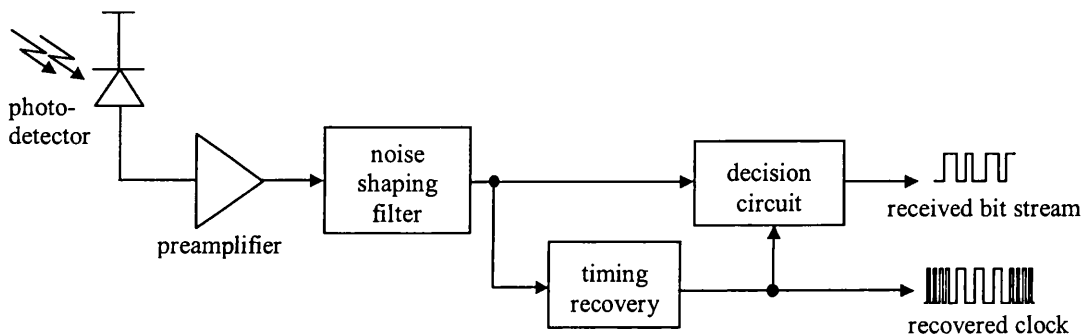 photo-
detector
preamplifier
noise
shaping
filter
decision
circuit
timing
recovery
received bit stream
recovered clock